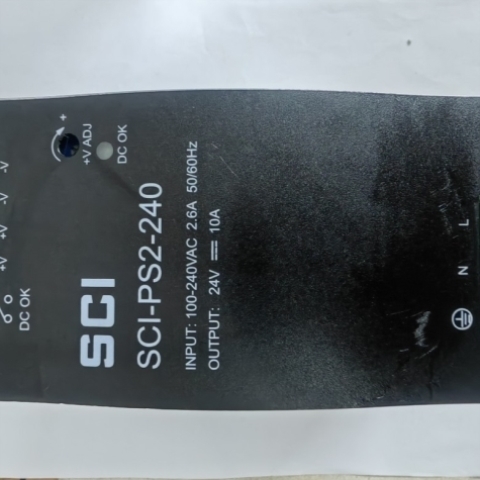 DC OK
+V +V -V -V
+V ADJ
+
DC OK
SCI
SCI-PS2-240
INPUT: 100-240VAC 2.6A 50/60Hz
OUTPUT: 24V ⎓ 10A
N L